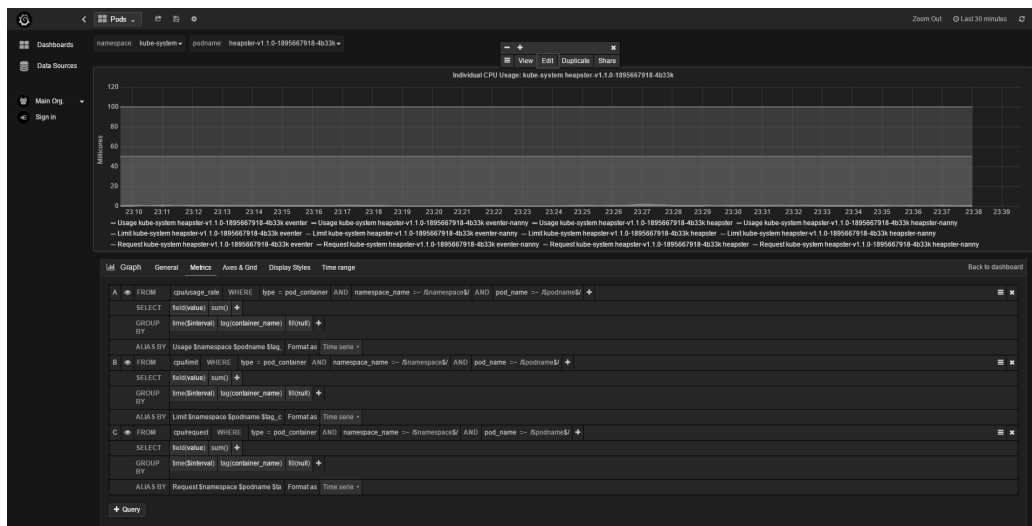 Pods
Zoom Out Last 30 minutes
Dashboards
Data Sources
Main Org.
Sign in
namespace: kube-system podname: heapster-v1.1.0-1895667918-4b33k
View Edit Duplicate Share
Individual CPU Usage: kube-system heapster-v1.1.0-1895667918-4b33k
Millicores
120
100
80
60
40
20
0
23:10 23:11 23:12 23:13 23:14 23:15 23:16 23:17 23:18 23:19 23:20 23:21 23:22 23:23 23:24 23:25 23:26 23:27 23:28 23:29 23:30 23:31 23:32 23:33 23:34 23:35 23:36 23:37 23:38 23:39
Usage kube-system heapster-v1.1.0-1895667918-4b33k eventer Usage kube-system heapster-v1.1.0-1895667918-4b33k eventer-nanny Usage kube-system heapster-v1.1.0-1895667918-4b33k heapster Usage kube-system heapster-v1.1.0-1895667918-4b33k heapster-nanny
Limit kube-system heapster-v1.1.0-1895667918-4b33k eventer Limit kube-system heapster-v1.1.0-1895667918-4b33k eventer-nanny Limit kube-system heapster-v1.1.0-1895667918-4b33k heapster Limit kube-system heapster-v1.1.0-1895667918-4b33k heapster-nanny
Request kube-system heapster-v1.1.0-1895667918-4b33k eventer Request kube-system heapster-v1.1.0-1895667918-4b33k eventer-nanny Request kube-system heapster-v1.1.0-1895667918-4b33k heapster Request kube-system heapster-v1.1.0-1895667918-4b33k heapster-nanny
Graph General Metrics Axes & Grid Display Styles Time range Back to dashboard
A FROM cpu/usage_rate WHERE type = pod_container AND namespace_name =~ /$namespace$/ AND pod_name =~ /$podname$/ +
SELECT field(value) sum() +
GROUP BY time($interval) tag(container_name) fill(null) +
ALIAS BY Usage $namespace $podname $tag_ Format as Time serie
B FROM cpu/limit WHERE type = pod_container AND namespace_name =~ /$namespace$/ AND pod_name =~ /$podname$/ +
SELECT field(value) sum() +
GROUP BY time($interval) tag(container_name) fill(null) +
ALIAS BY Limit $namespace $podname $tag_c Format as Time serie
C FROM cpu/request WHERE type = pod_container AND namespace_name =~ /$namespace$/ AND pod_name =~ /$podname$/ +
SELECT field(value) sum() +
GROUP BY time($interval) tag(container_name) fill(null) +
ALIAS BY Request $namespace $podname $ta Format as Time serie
+ Query